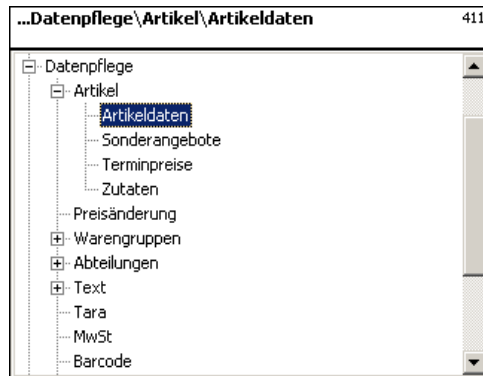 ...Datenpflege\Artikel\Artikeldaten 411
Datenpflege
Artikel
Artikeldaten
Sonderangebote
Terminpreise
Zutaten
Preisänderung
Warengruppen
Abteilungen
Text
Tara
MwSt
Barcode